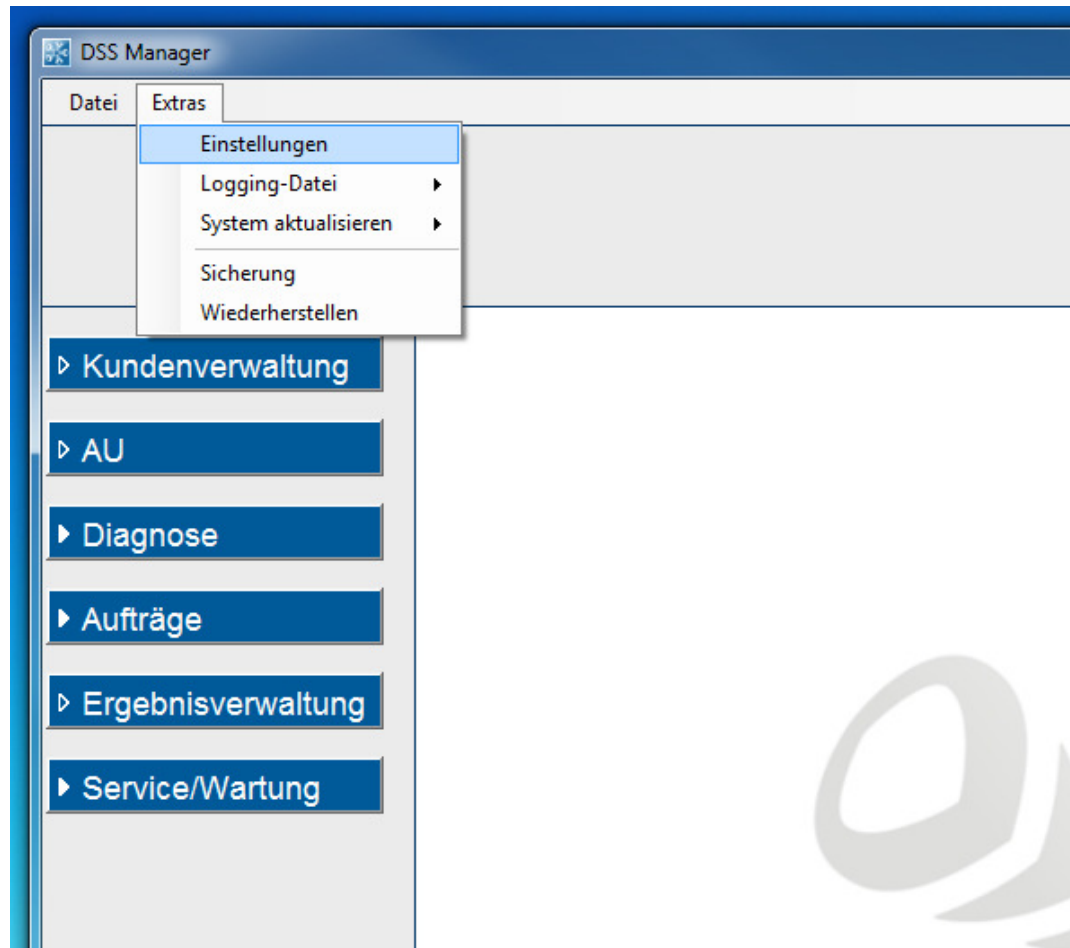 DSS Manager
Datei Extras
Einstellungen
Logging-Datei
System aktualisieren
Sicherung
Wiederherstellen
Kundenverwaltung
AU
Diagnose
Aufträge
Ergebnisverwaltung
Service/Wartung